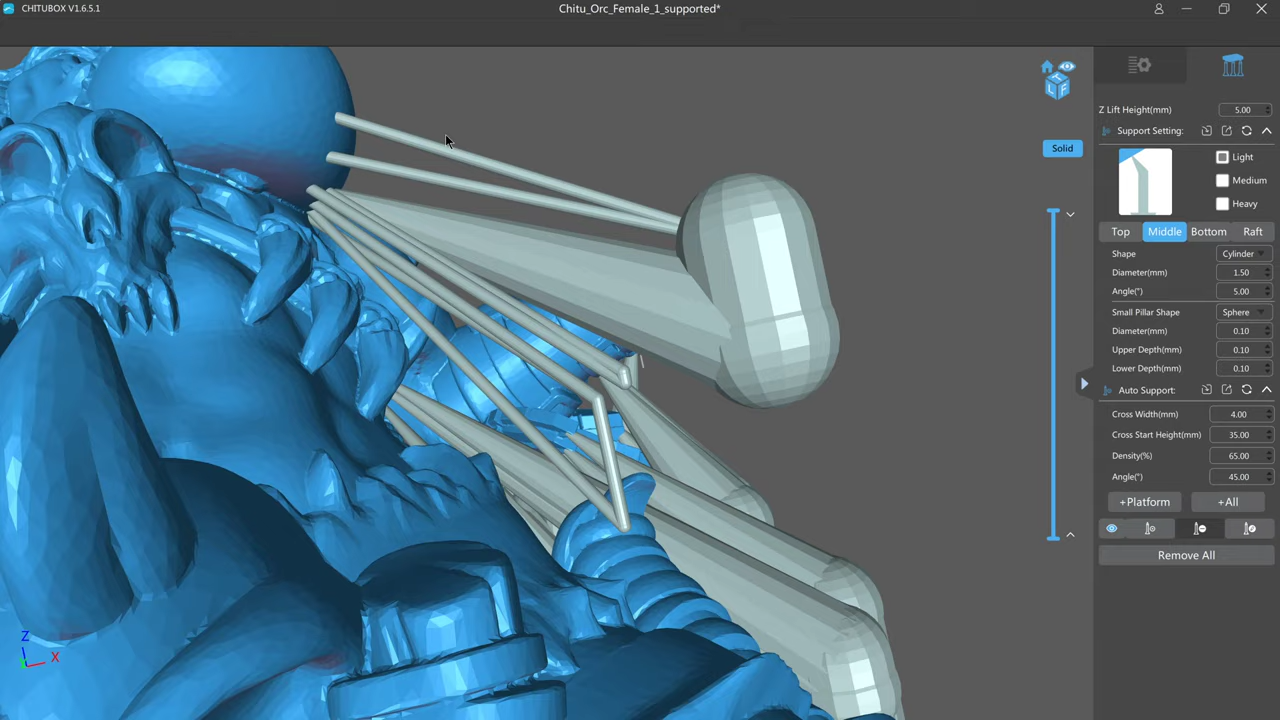 CHITUBOX V1.6.5.1
Chitu_Orc_Female_1_supported*
Z Lift Height(mm) 5.00
Support Setting:
Light
Medium
Heavy
Top Middle Bottom Raft
Shape Cylinder
Diameter(mm) 1.50
Angle(°) 5.00
Small Pillar Shape Sphere
Diameter(mm) 0.10
Upper Depth(mm) 0.10
Lower Depth(mm) 0.10
Auto Support:
Cross Width(mm) 4.00
Cross Start Height(mm) 35.00
Density(%) 65.00
Angle(°) 45.00
+Platform +All
Remove All
Solid
T
L F
Z
X